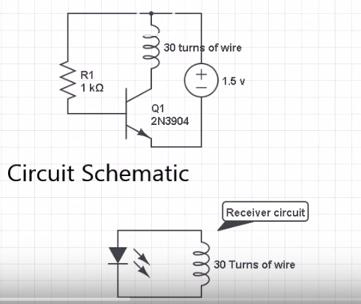 30 turns of wire
R1
1 kΩ
1.5 v
Q1
2N3904
Circuit Schematic
Receiver circuit
30 Turns of wire